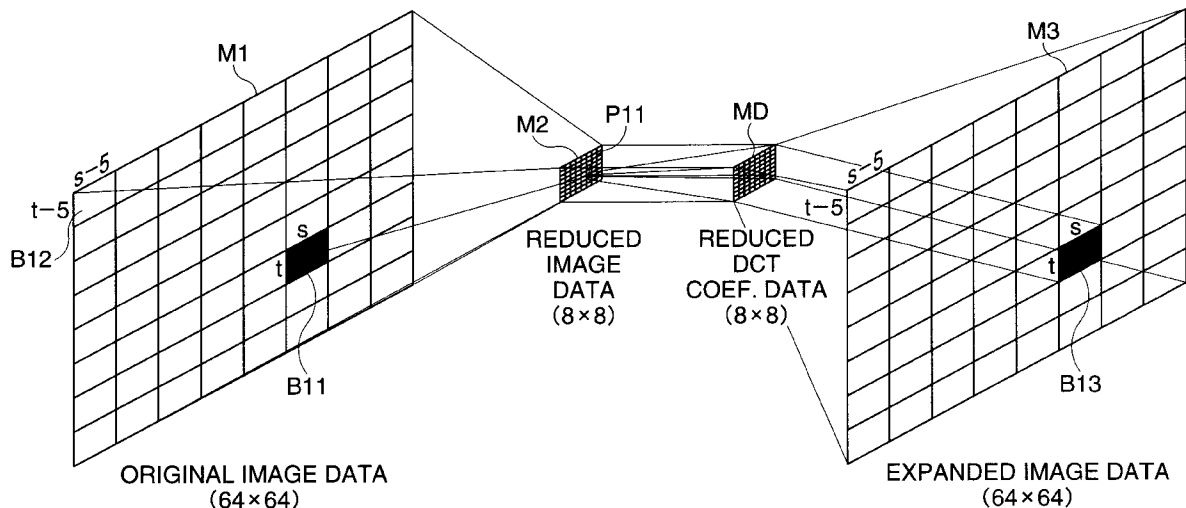 M1
s−5
t−5
B12
s
t
B11
ORIGINAL IMAGE DATA
(64×64)
M2
P11
REDUCED
IMAGE
DATA
(8×8)
MD
REDUCED
DCT
COEF. DATA
(8×8)
M3
s−5
t−5
s
t
B13
EXPANDED IMAGE DATA
(64×64)